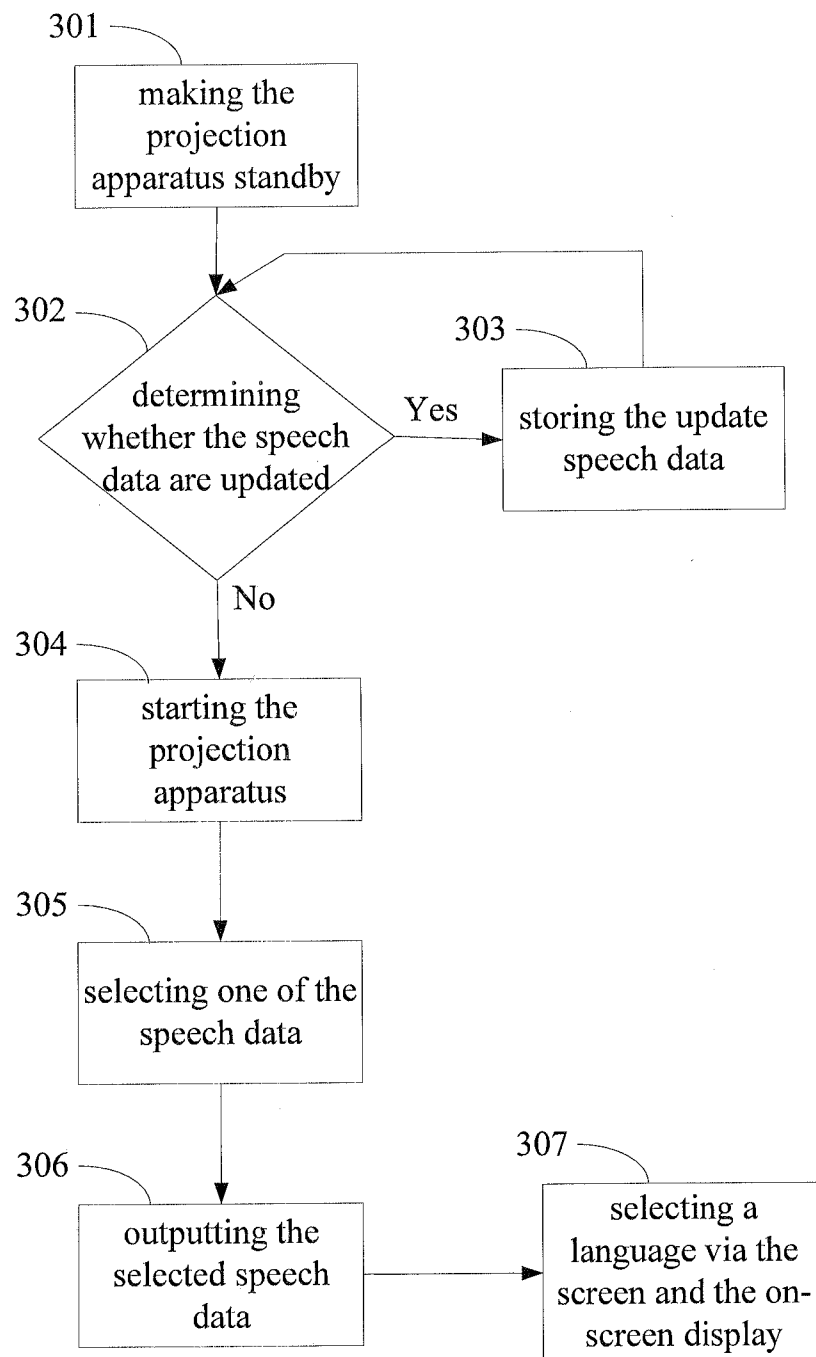 301
making the
projection
apparatus standby
302
determining
whether the speech
data are updated
Yes
303
storing the update
speech data
No
304
starting the
projection
apparatus
305
selecting one of the
speech data
306
outputting the
selected speech
data
307
selecting a
language via the
screen and the on-
screen display